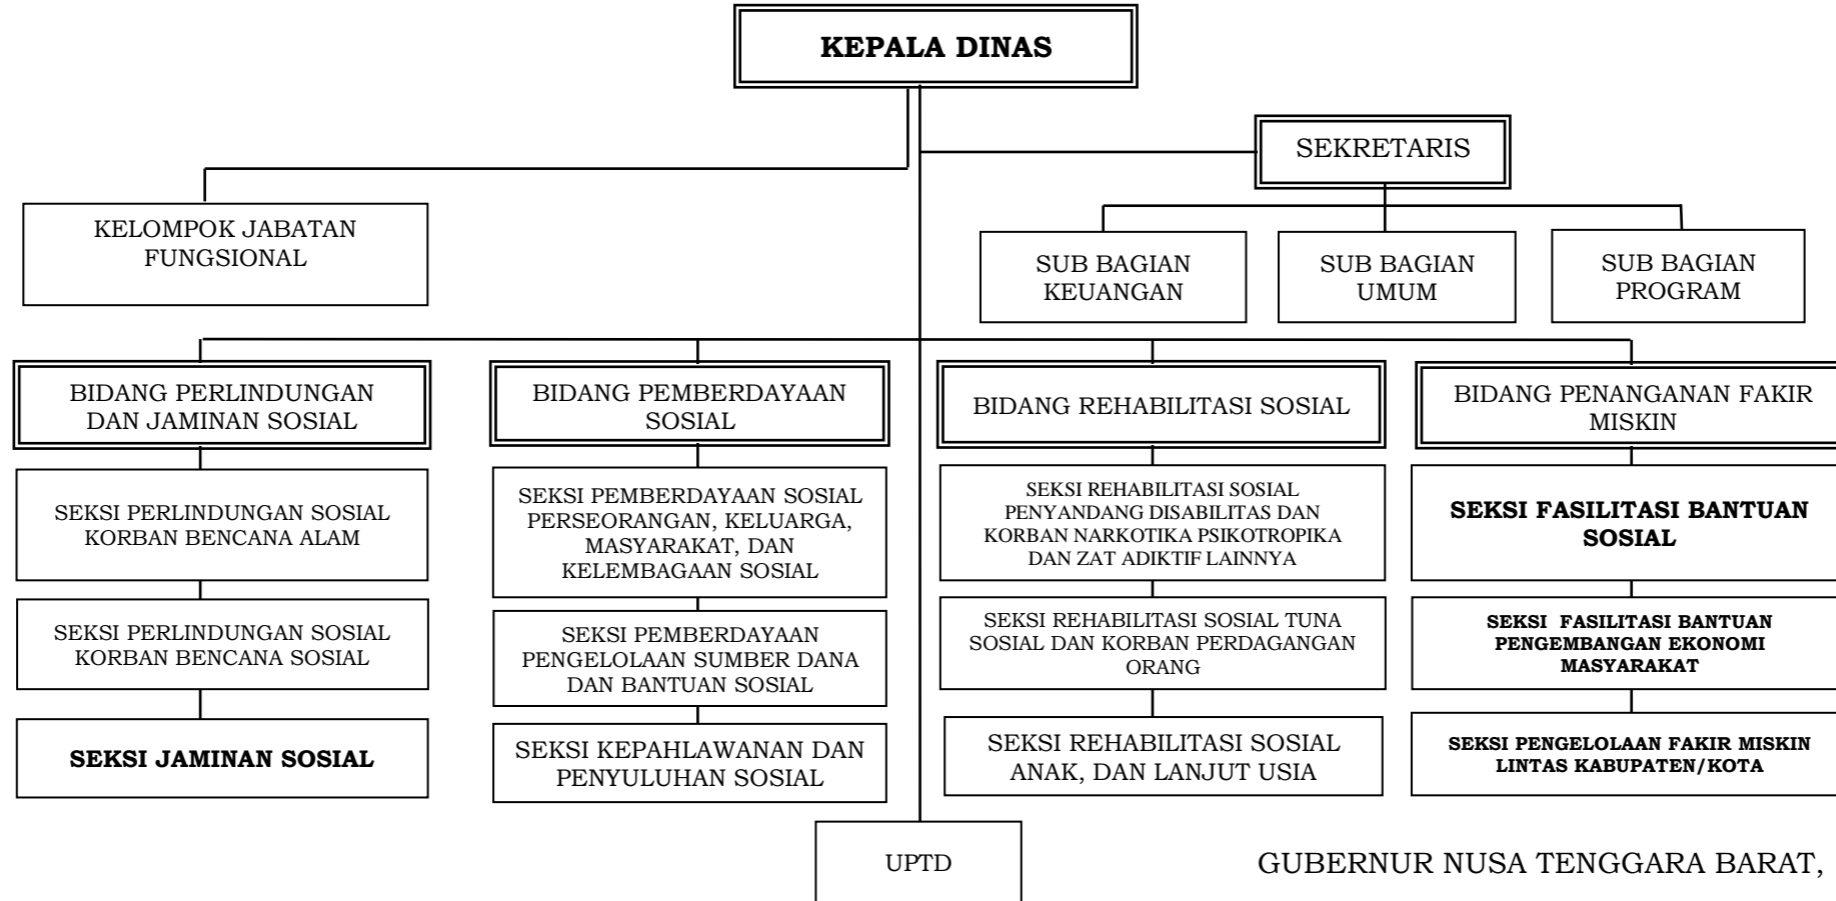 KEPALA DINAS
SEKRETARIS
KELOMPOK JABATAN
FUNGSIONAL
SUB BAGIAN
KEUANGAN
SUB BAGIAN
UMUM
SUB BAGIAN
PROGRAM
BIDANG PERLINDUNGAN
DAN JAMINAN SOSIAL
SEKSI PERLINDUNGAN SOSIAL
KORBAN BENCANA ALAM
SEKSI PERLINDUNGAN SOSIAL
KORBAN BENCANA SOSIAL
SEKSI JAMINAN SOSIAL
BIDANG PEMBERDAYAAN
SOSIAL
SEKSI PEMBERDAYAAN SOSIAL
PERSEORANGAN, KELUARGA,
MASYARAKAT, DAN
KELEMBAGAAN SOSIAL
SEKSI PEMBERDAYAAN
PENGELOLAAN SUMBER DANA
DAN BANTUAN SOSIAL
SEKSI KEPAHLAWANAN DAN
PENYULUHAN SOSIAL
BIDANG REHABILITASI SOSIAL
SEKSI REHABILITASI SOSIAL
PENYANDANG DISABILITAS DAN
KORBAN NARKOTIKA PSIKOTROPIKA
DAN ZAT ADIKTIF LAINNYA
SEKSI REHABILITASI SOSIAL TUNA
SOSIAL DAN KORBAN PERDAGANGAN
ORANG
SEKSI REHABILITASI SOSIAL
ANAK, DAN LANJUT USIA
BIDANG PENANGANAN FAKIR
MISKIN
SEKSI FASILITASI BANTUAN
SOSIAL
SEKSI FASILITASI BANTUAN
PENGEMBANGAN EKONOMI
MASYARAKAT
SEKSI PENGELOLAAN FAKIR MISKIN
LINTAS KABUPATEN/KOTA
UPTD
GUBERNUR NUSA TENGGARA BARAT,